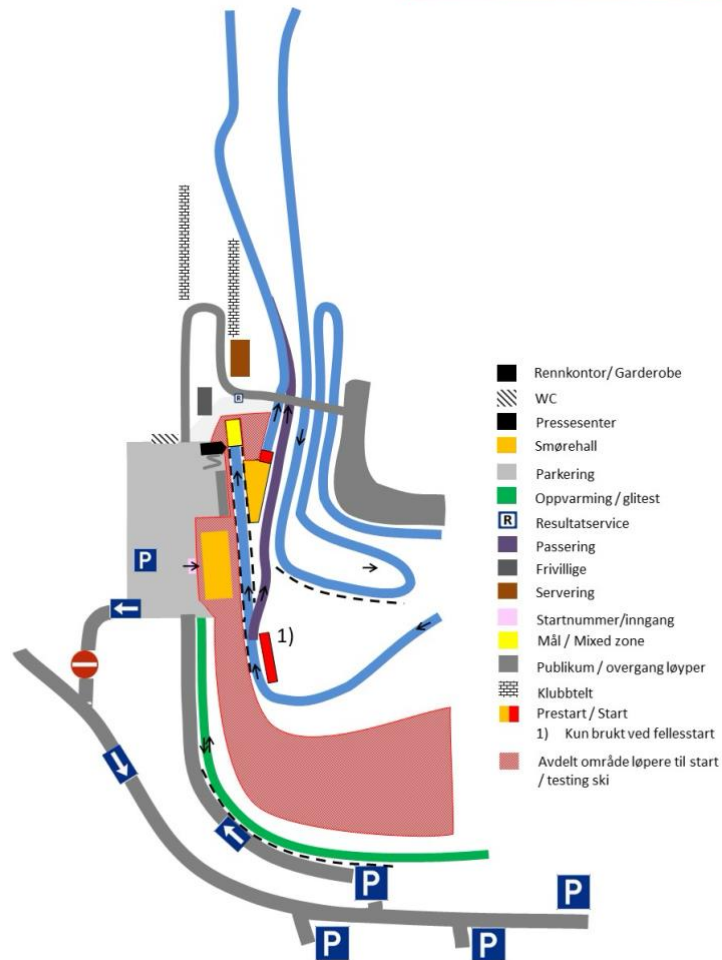 Rennkontor/ Garderobe
WC
Pressesenter
Smørehall
Parkering
Oppvarming / glitest
R
Resultatservice
Passering
Frivillige
Servering
Startnummer/inngang
Mål / Mixed zone
Publikum / overgang løyper
Klubbtelt
Prestart / Start
1) Kun brukt ved fellesstart
Avdelt område løpere til start
/ testing ski
R
P
1)
P
P
P
P